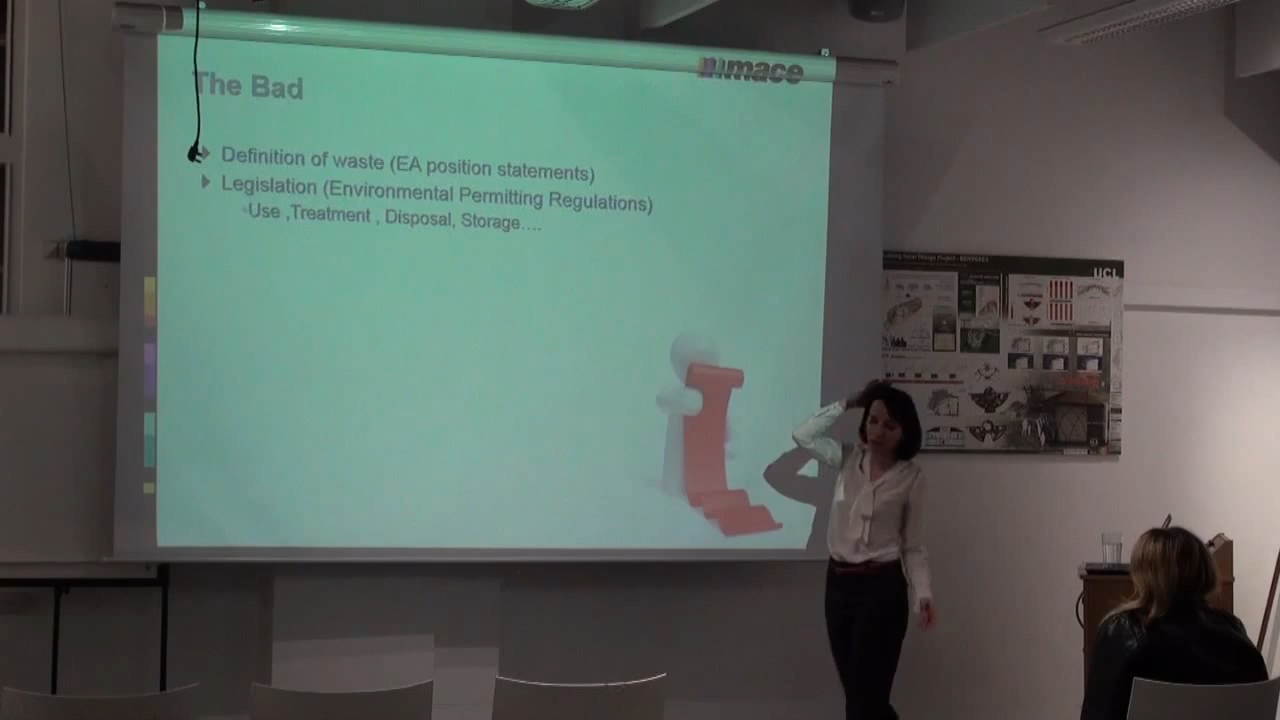 mace
The Bad
Definition of waste (EA position statements)
Legislation (Environmental Permitting Regulations)
Use ,Treatment , Disposal, Storage....
UCL